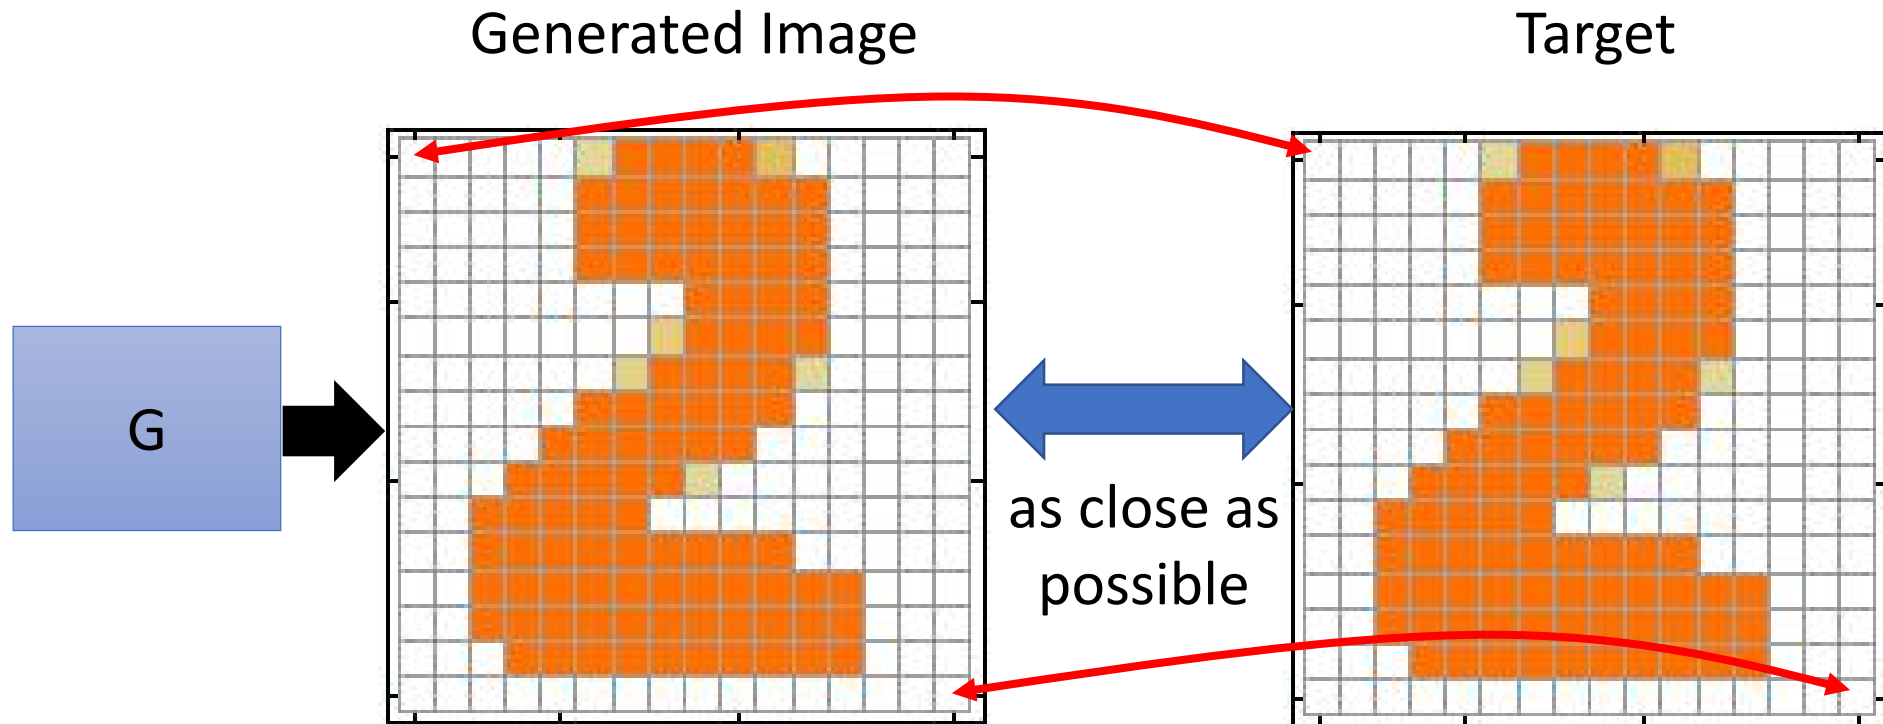 Generated Image
Target
G
as close as
possible